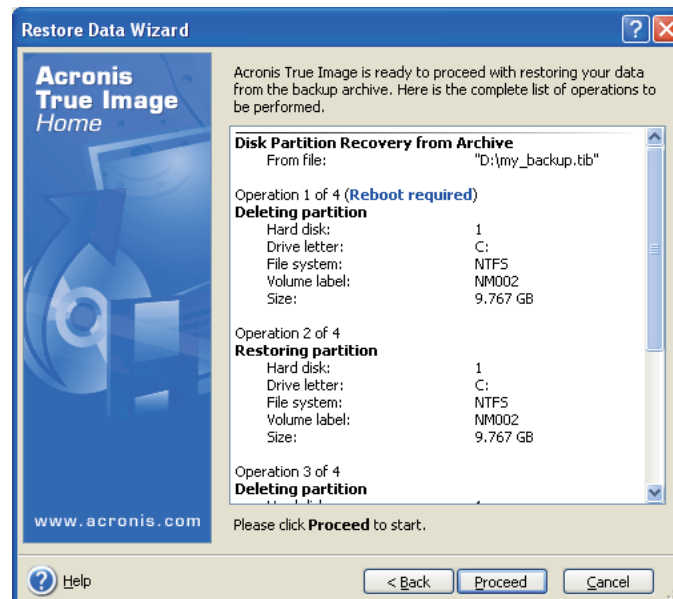 Restore Data Wizard
Acronis
True Image
Home
Acronis True Image is ready to proceed with restoring your data
from the backup archive. Here is the complete list of operations to
be performed.
Disk Partition Recovery from Archive
From file: "D:\my_backup.tib"
Operation 1 of 4 (Reboot required)
Deleting partition
Hard disk: 1
Drive letter: C:
File system: NTFS
Volume label: NM002
Size: 9.767 GB
Operation 2 of 4
Restoring partition
Hard disk: 1
Drive letter: C:
File system: NTFS
Volume label: NM002
Size: 9.767 GB
Operation 3 of 4
Deleting partition
www.acronis.com
Please click Proceed to start.
Help
< Back
Proceed
Cancel